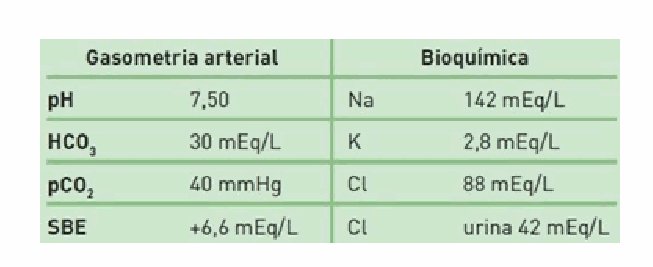 Gasometria arterial Bioquímica
pH 7,50 Na 142 mEq/L
HCO₃ 30 mEq/L K 2,8 mEq/L
pCO₂ 40 mmHg Cl 88 mEq/L
SBE +6,6 mEq/L Cl urina 42 mEq/L